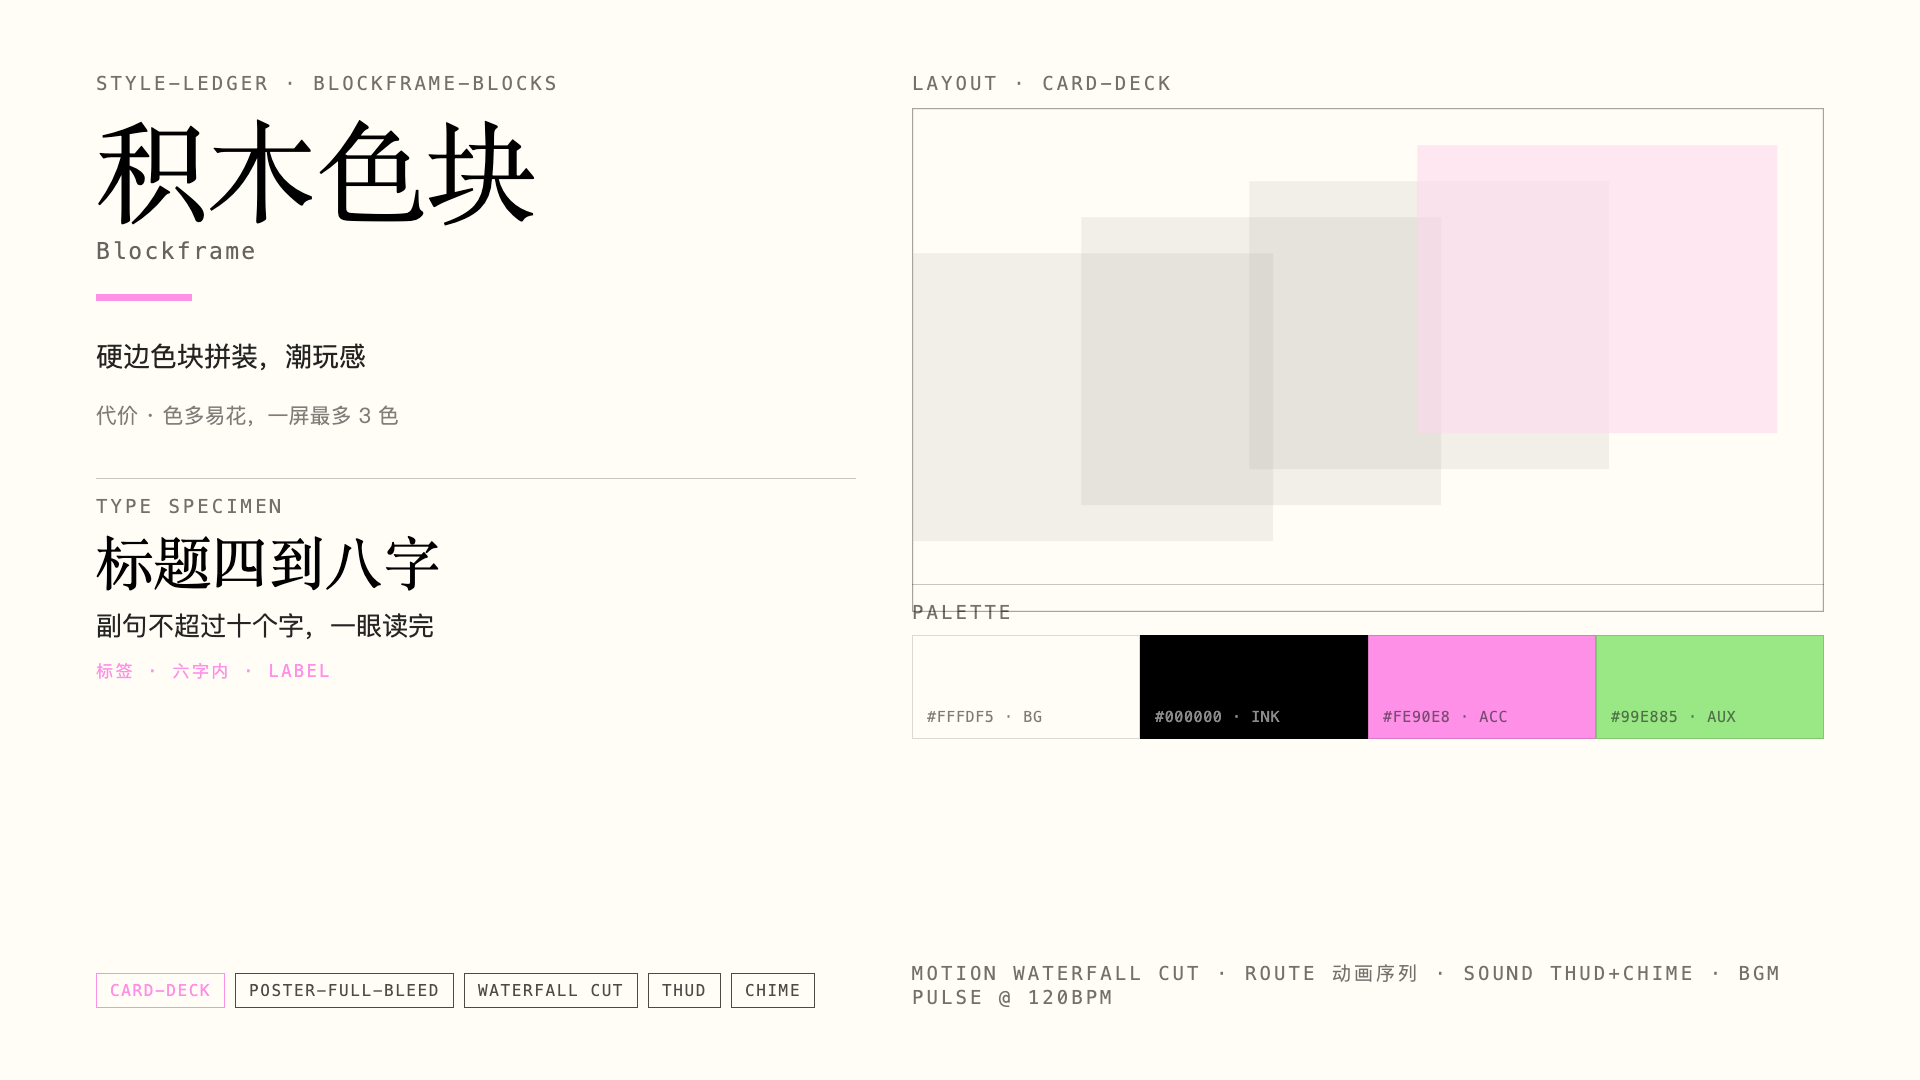 STYLE-LEDGER · BLOCKFRAME-BLOCKS
积木色块
Blockframe
硬边色块拼装，潮玩感
代价 · 色多易花，一屏最多 3 色
TYPE SPECIMEN
标题四到八字
副句不超过十个字，一眼读完
标签 · 六字内 · LABEL
CARD-DECK
POSTER-FULL-BLEED
WATERFALL CUT
THUD
CHIME
LAYOUT · CARD-DECK
PALETTE
#FFFDF5 · BG
#000000 · INK
#FE90E8 · ACC
#99E885 · AUX
MOTION WATERFALL CUT · ROUTE 动画序列 · SOUND THUD+CHIME · BGM
PULSE @ 120BPM